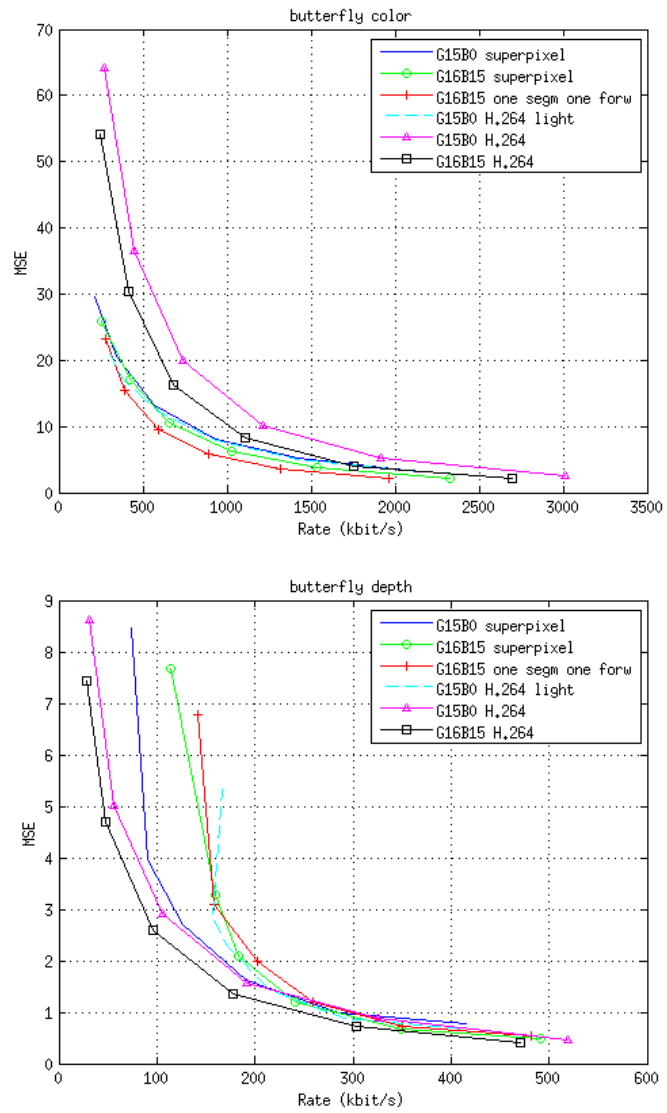 butterfly color
70
60
50
40
30
20
10
0
MSE
G15B0 superpixel
G16B15 superpixel
G16B15 one segm one forw
G15B0 H.264 light
G15B0 H.264
G16B15 H.264
0 500 1000 1500 2000 2500 3000 3500
Rate (kbit/s)
butterfly depth
9
8
7
6
5
4
3
2
1
0
MSE
G15B0 superpixel
G16B15 superpixel
G16B15 one segm one forw
G15B0 H.264 light
G15B0 H.264
G16B15 H.264
0 100 200 300 400 500 600
Rate (kbit/s)